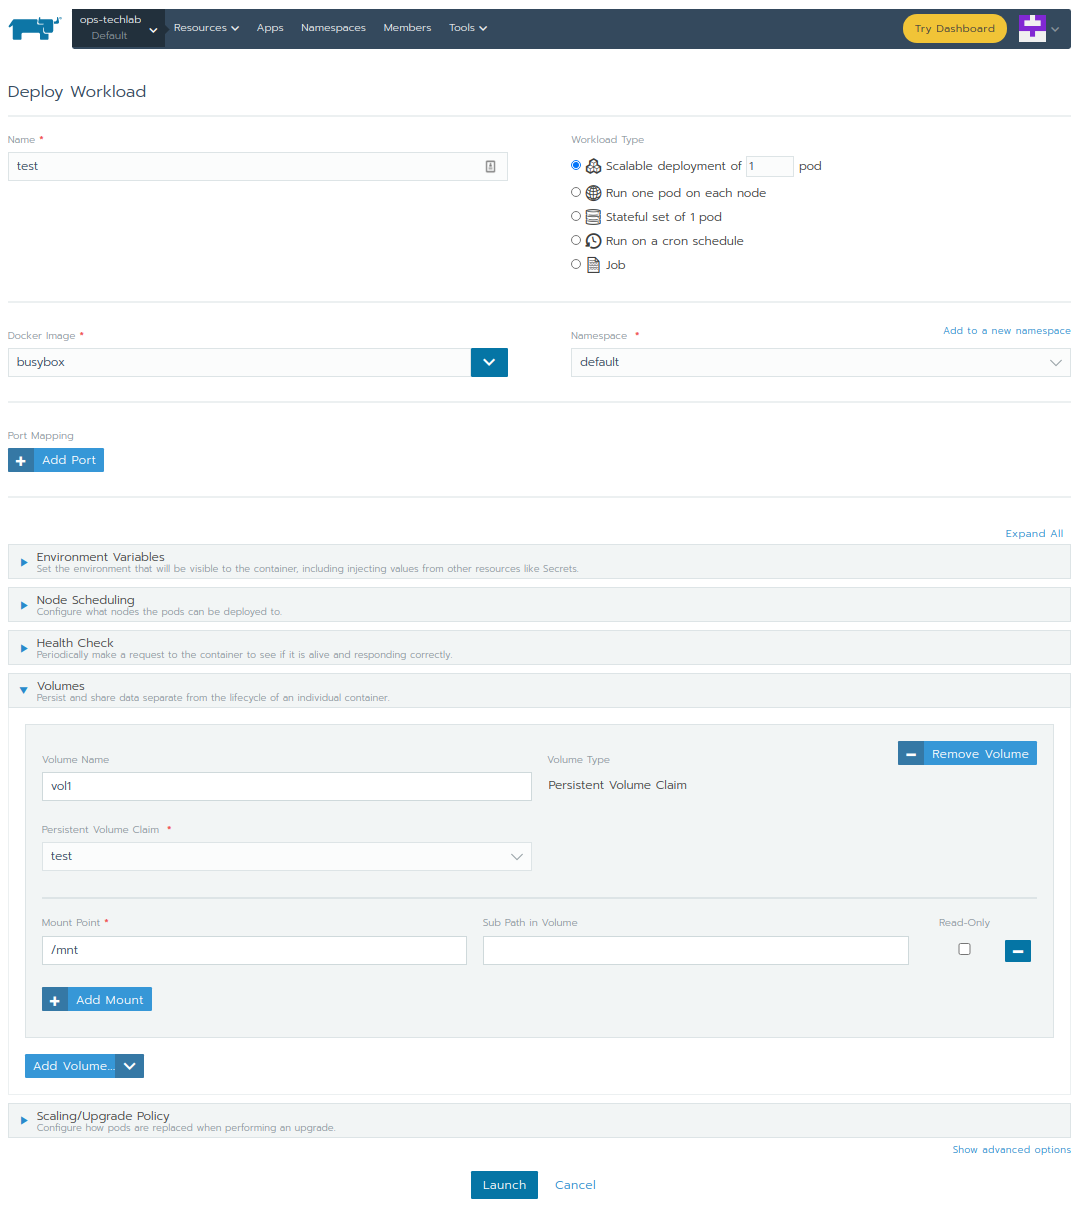 ops-techlab
Default
Resources Apps Namespaces Members Tools
Try Dashboard
Deploy Workload
Name *
test
Workload Type
Scalable deployment of 1 pod
Run one pod on each node
Stateful set of 1 pod
Run on a cron schedule
Job
Docker Image *
busybox
Namespace *
Add to a new namespace
default
Port Mapping
Add Port
Expand All
Environment Variables
Set the environment that will be visible to the container, including injecting values from other resources like Secrets.
Node Scheduling
Configure what nodes the pods can be deployed to.
Health Check
Periodically make a request to the container to see if it is alive and responding correctly.
Volumes
Persist and share data separate from the lifecycle of an individual container.
Volume Name
vol1
Volume Type
Persistent Volume Claim
Remove Volume
Persistent Volume Claim *
test
Mount Point *
/mnt
Sub Path in Volume
Read-Only
Add Mount
Add Volume...
Scaling/Upgrade Policy
Configure how pods are replaced when performing an upgrade.
Show advanced options
Launch Cancel